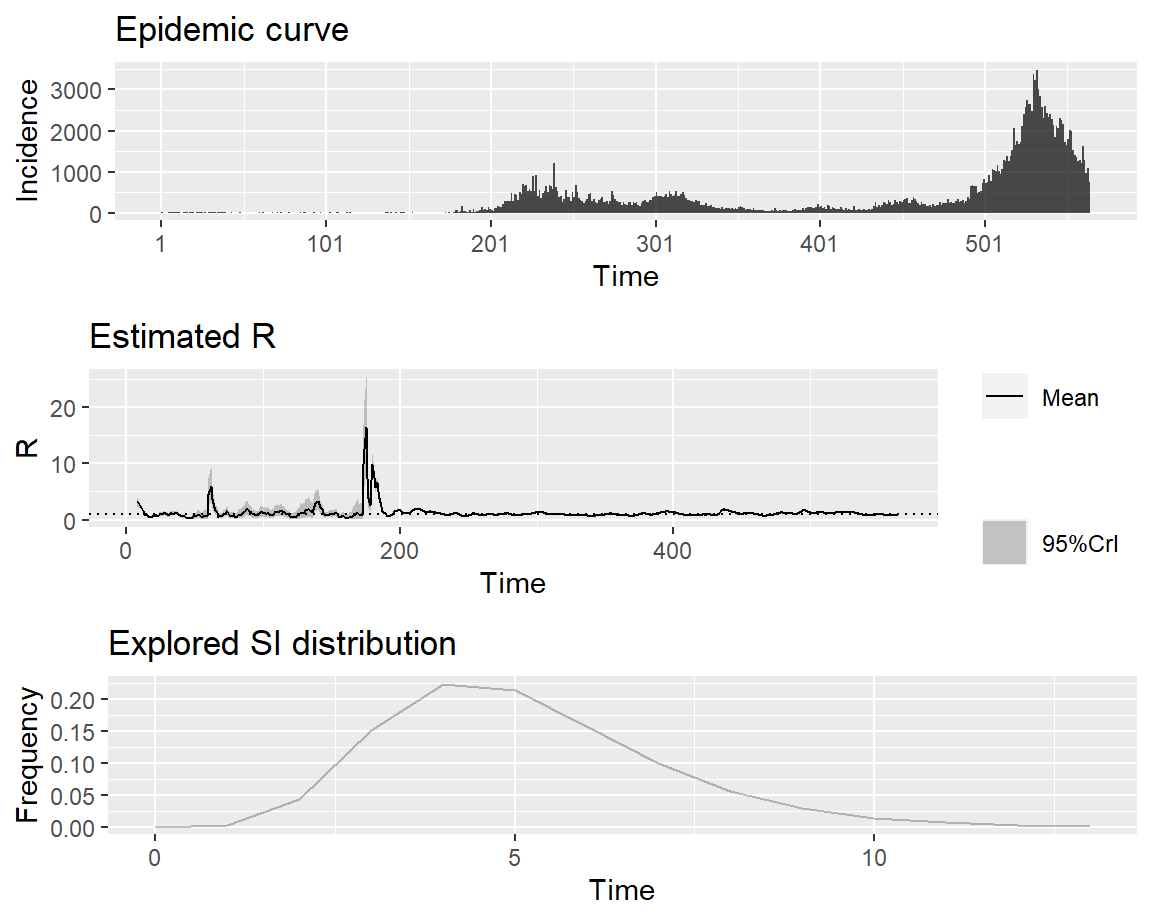 Epidemic curve
Incidence
3000
2000
1000
0
1 101 201 301 401 501
Time
Estimated R
R
20
10
0
0 200 400
Time
Mean
95%CrI
Explored SI distribution
Frequency
0.20
0.15
0.10
0.05
0.00
0 5 10
Time